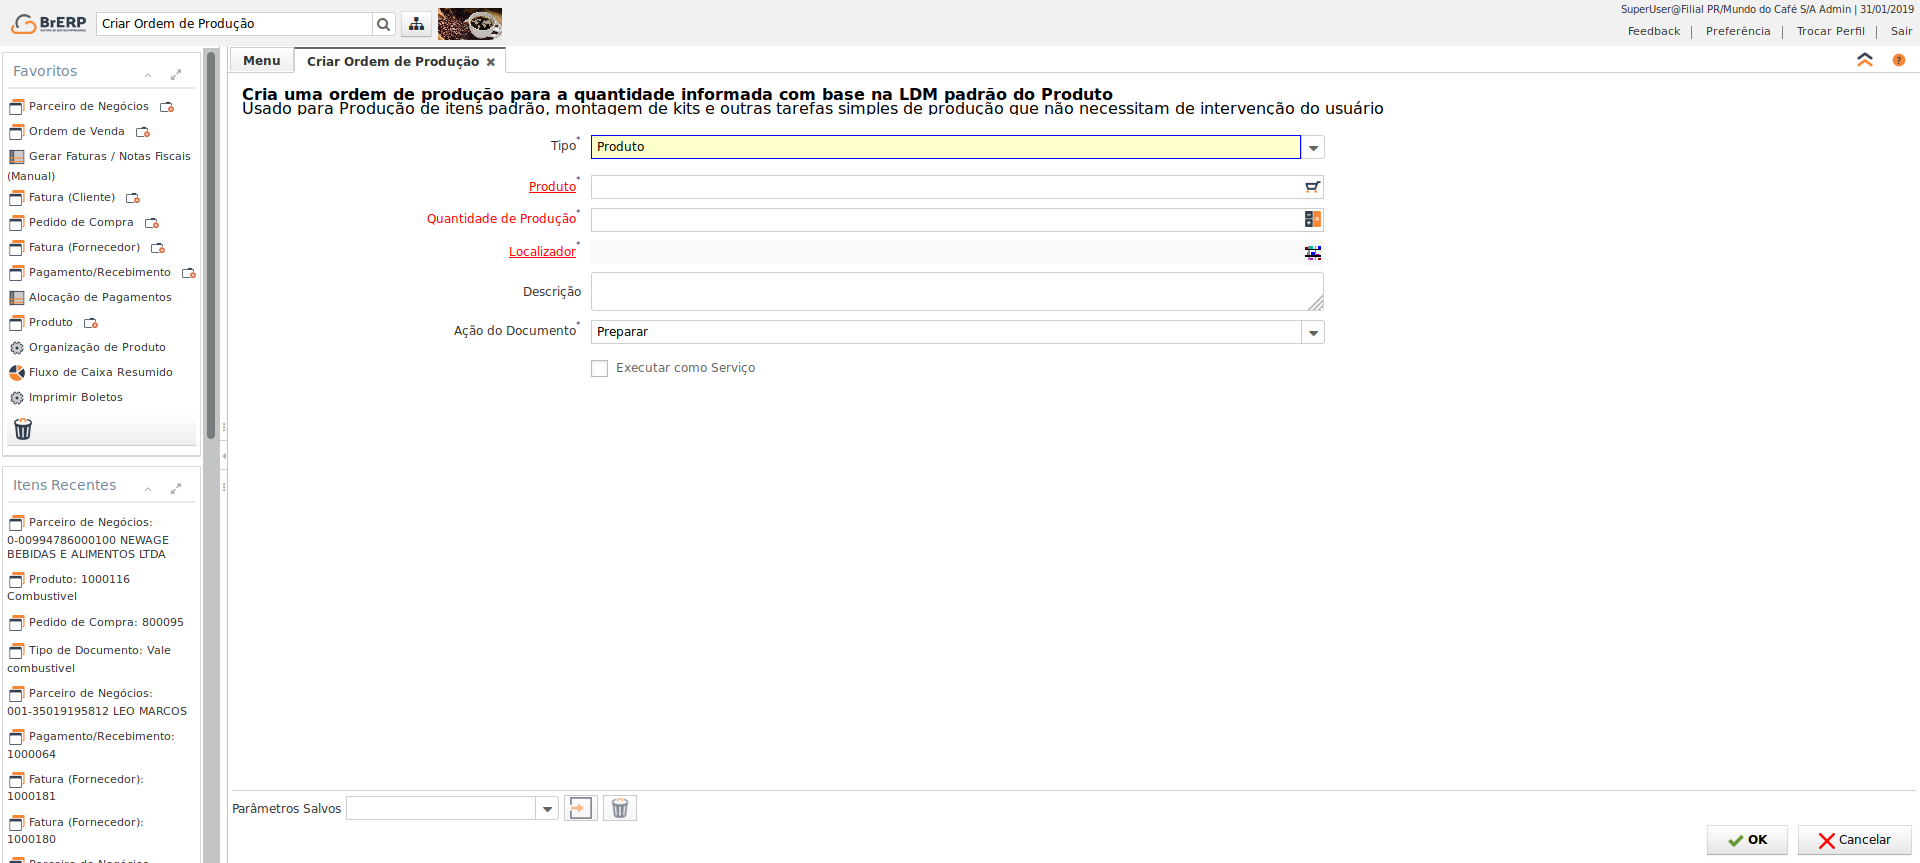 BrERP
Criar Ordem de Produção
SuperUser@Filial PR/Mundo do Café S/A Admin | 31/01/2019
Feedback | Preferência | Trocar Perfil | Sair
Favoritos
Parceiro de Negócios
Ordem de Venda
Gerar Faturas / Notas Fiscais
(Manual)
Fatura (Cliente)
Pedido de Compra
Fatura (Fornecedor)
Pagamento/Recebimento
Alocação de Pagamentos
Produto
Organização de Produto
Fluxo de Caixa Resumido
Imprimir Boletos
Itens Recentes
Parceiro de Negócios:
0-00994786000100 NEWAGE
BEBIDAS E ALIMENTOS LTDA
Produto: 1000116
Combustivel
Pedido de Compra: 800095
Tipo de Documento: Vale
combustivel
Parceiro de Negócios:
001-35019195812 LEO MARCOS
Pagamento/Recebimento:
1000064
Fatura (Fornecedor):
1000181
Fatura (Fornecedor):
1000180
Parceiro de Negócios
Menu
Criar Ordem de Produção
Cria uma ordem de produção para a quantidade informada com base na LDM padrão do Produto
Usado para Produção de itens padrão, montagem de kits e outras tarefas simples de produção que não necessitam de intervenção do usuário
Tipo* Produto
Produto*
Quantidade de Produção*
Localizador*
Descrição
Ação do Documento* Preparar
Executar como Serviço
Parâmetros Salvos
OK
Cancelar